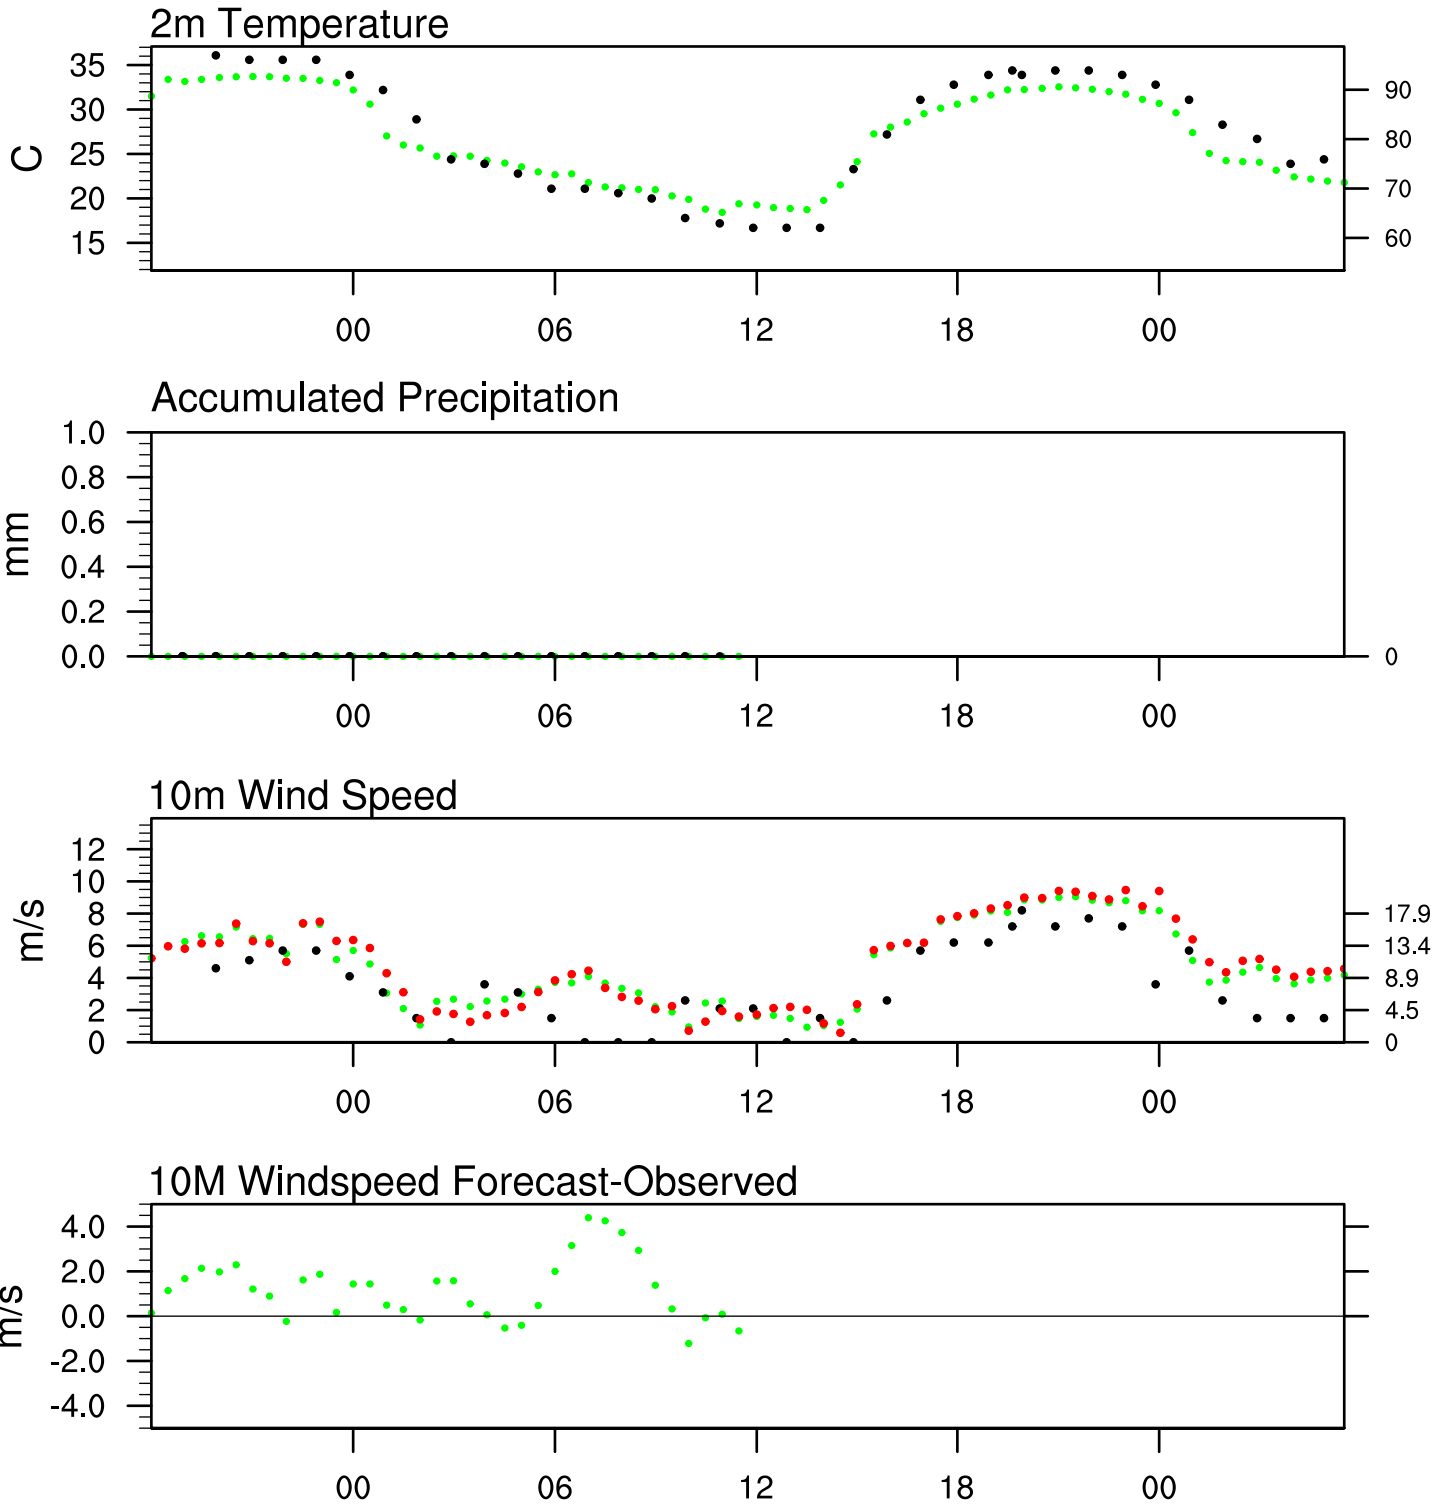 2m Temperature
35
30
25
20
15
C
90
80
70
60
00 06 12 18 00
Accumulated Precipitation
1.0
0.8
0.6
0.4
0.2
0.0
mm
0
00 06 12 18 00
10m Wind Speed
12
10
8
6
4
2
0
m/s
17.9
13.4
8.9
4.5
0
00 06 12 18 00
10M Windspeed Forecast-Observed
4.0
2.0
0.0
-2.0
-4.0
m/s
00 06 12 18 00